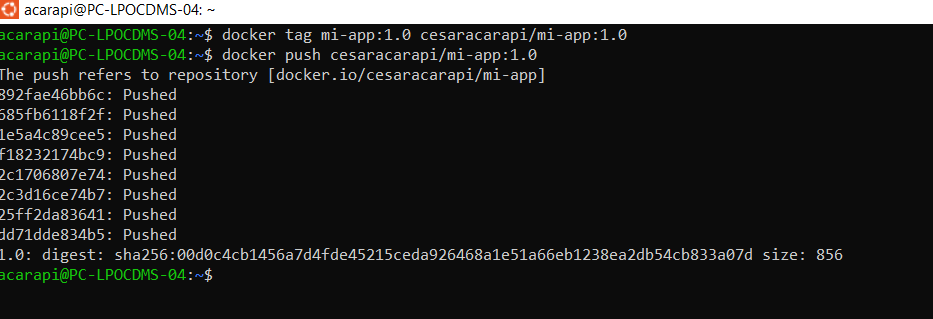 acarapi@PC-LPOCDMS-04: ~
acarapi@PC-LPOCDMS-04:~$ docker tag mi-app:1.0 cesaracarapi/mi-app:1.0
acarapi@PC-LPOCDMS-04:~$ docker push cesaracarapi/mi-app:1.0
The push refers to repository [docker.io/cesaracarapi/mi-app]
892fae46bb6c: Pushed
685fb6118f2f: Pushed
1e5a4c89cee5: Pushed
f18232174bc9: Pushed
2c1706807e74: Pushed
2c3d16ce74b7: Pushed
25ff2da83641: Pushed
dd71dde834b5: Pushed
1.0: digest: sha256:00d0c4cb1456a7d4fde45215ceda926468a1e51a66eb1238ea2db54cb833a07d size: 856
acarapi@PC-LPOCDMS-04:~$